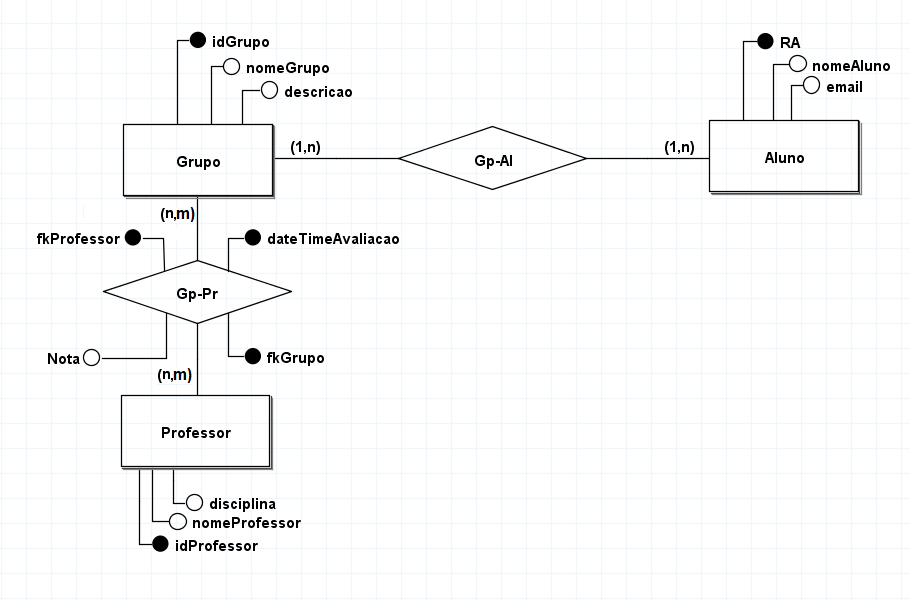 idGrupo
nomeGrupo
descricao
RA
nomeAluno
email
Grupo
(1,n)
Gp-Al
(1,n)
Aluno
(n,m)
fkProfessor
dateTimeAvaliacao
Gp-Pr
Nota
fkGrupo
(n,m)
Professor
disciplina
nomeProfessor
idProfessor